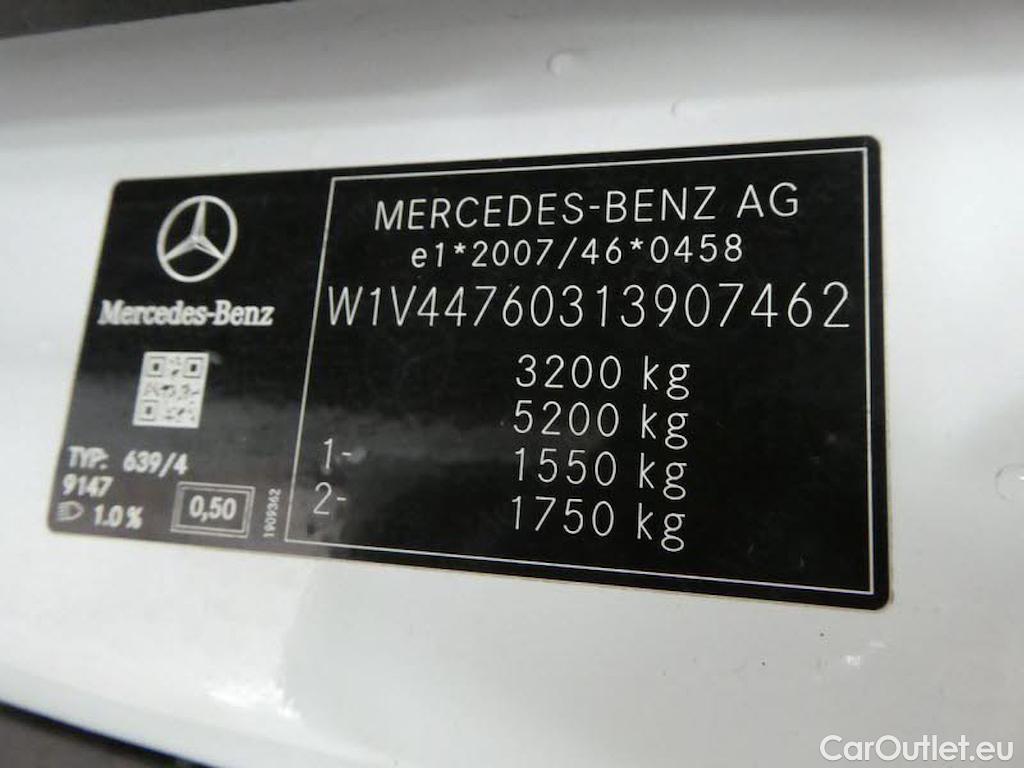 Mercedes-Benz
TYP: 639/4
9147
1.0%
0,50
1909362
MERCEDES-BENZ AG
e1*2007/46*0458
W1V44760313907462
3200 kg
5200 kg
1- 1550 kg
2- 1750 kg
CarOutlet.eu